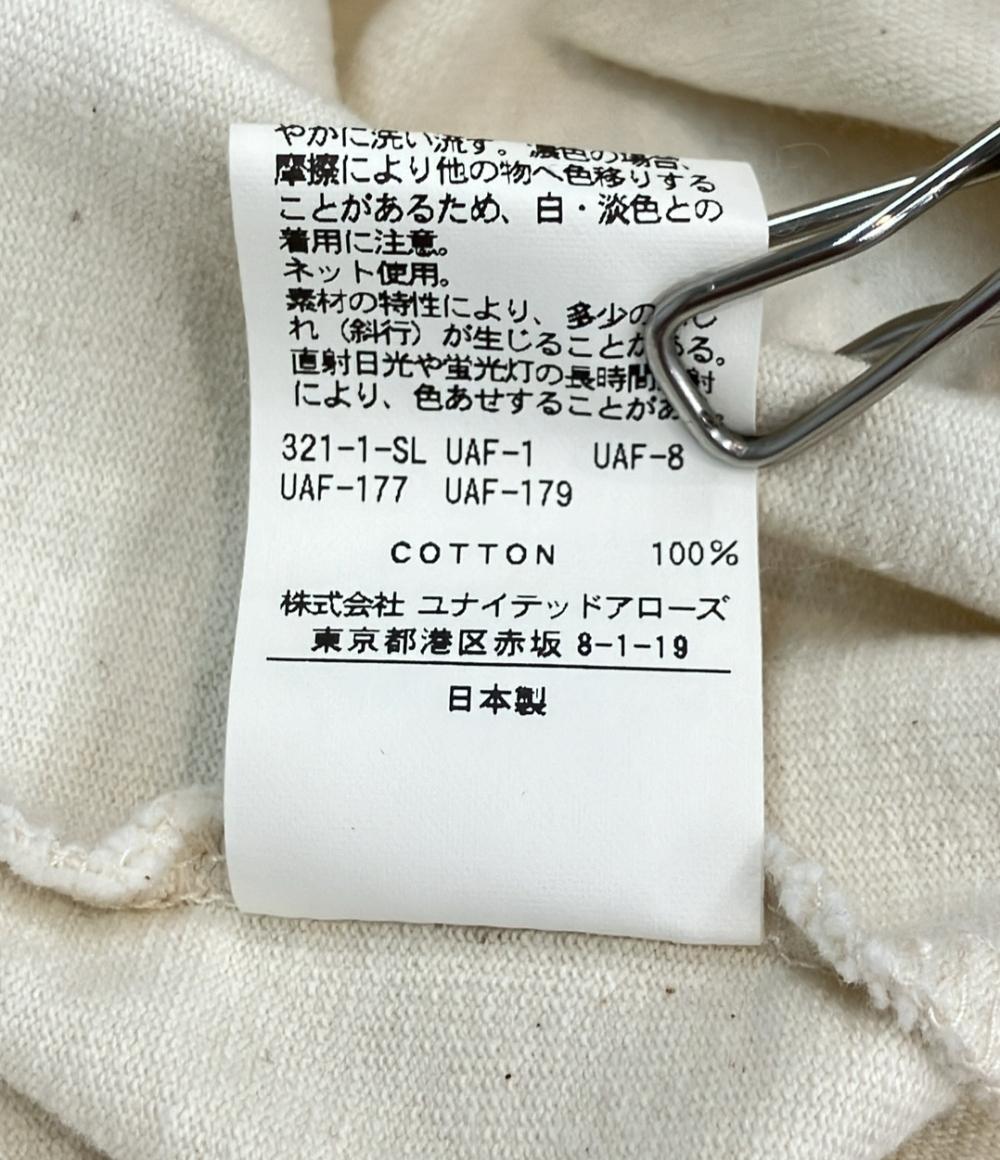 やかに洗い流す。濃色の場合、
摩擦により他の物へ色移りする
ことがあるため、白・淡色との
着用に注意。
ネット使用。
素材の特性により、多少の
れ（斜行）が生じることがある。
直射日光や蛍光灯の長時間
により、色あせすることがあ
321-1-SL UAF-1 UAF-8
UAF-177 UAF-179
COTTON 100%
株式会社 ユナイテッドアローズ
東京都港区赤坂 8-1-19
日本製